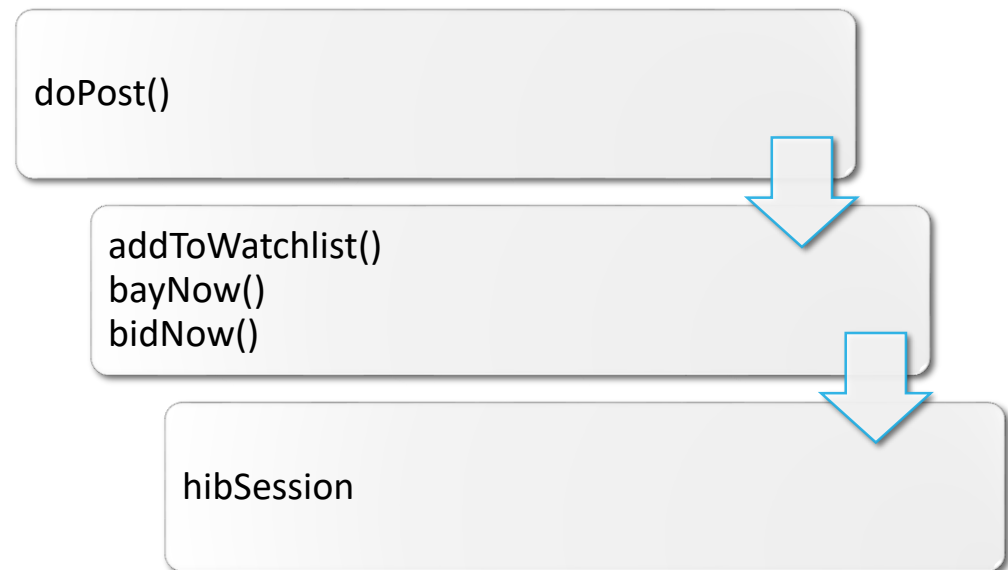 doPost()
addToWatchlist()
bayNow()
bidNow()
hibSession